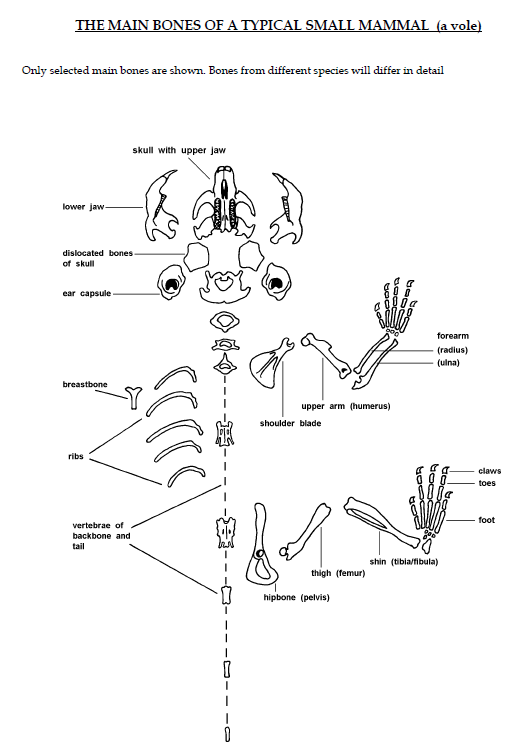 THE MAIN BONES OF A TYPICAL SMALL MAMMAL (a vole)
Only selected main bones are shown. Bones from different species will differ in detail
skull with upper jaw
lower jaw
dislocated bones
of skull
ear capsule
forearm
(radius)
(ulna)
breastbone
upper arm (humerus)
shoulder blade
ribs
claws
toes
foot
vertebrae of
backbone and
tail
shin (tibia/fibula)
thigh (femur)
hipbone (pelvis)